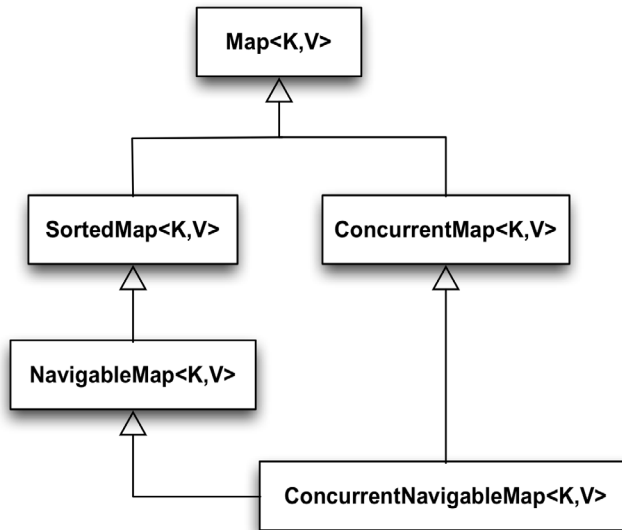 Map<K,V>
SortedMap<K,V>
ConcurrentMap<K,V>
NavigableMap<K,V>
ConcurrentNavigableMap<K,V>